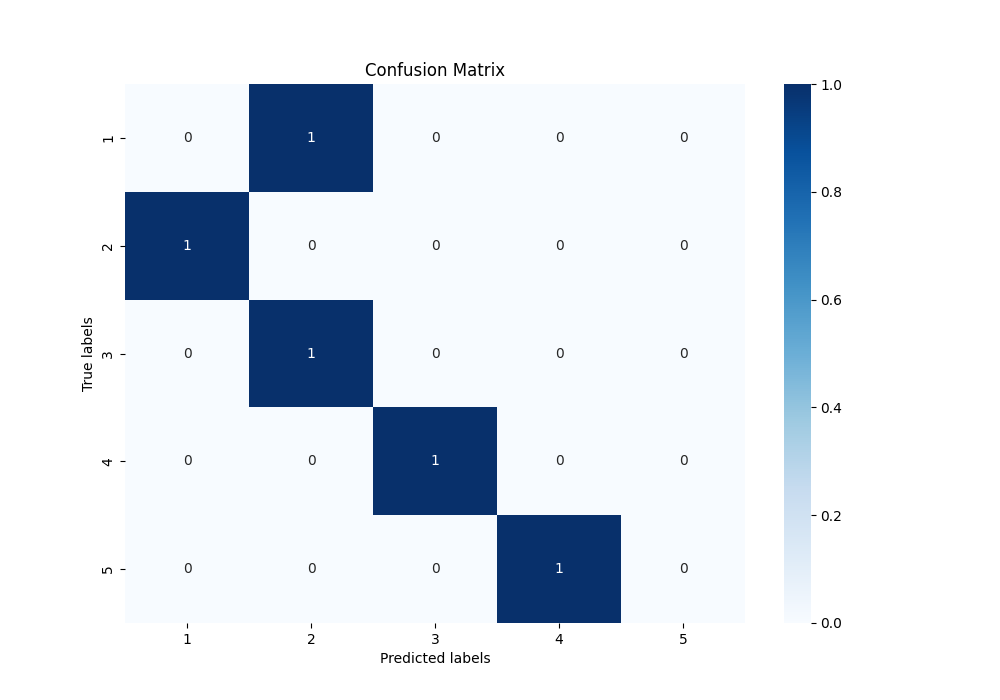 Confusion Matrix
1 0 1 0 0 0
2 1 0 0 0 0
3 0 1 0 0 0
4 0 0 1 0 0
5 0 0 0 1 0
1 2 3 4 5
Predicted labels
True labels
1.0
0.8
0.6
0.4
0.2
0.0